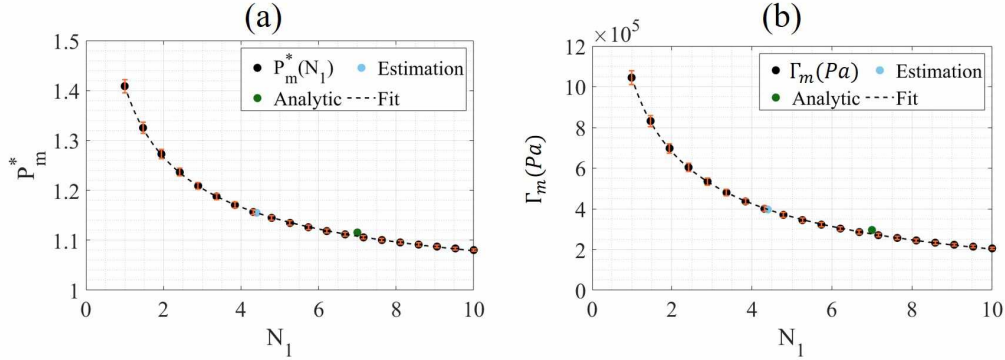 (a)
1.5
1.4
1.3
1.2
1.1
1
P*m
P*m(N1)
Estimation
Analytic
Fit
0 2 4 6 8 10
N1
(b)
× 10^5
12
10
8
6
4
2
0
Γm(Pa)
Γm(Pa)
Estimation
Analytic
Fit
0 2 4 6 8 10
N1